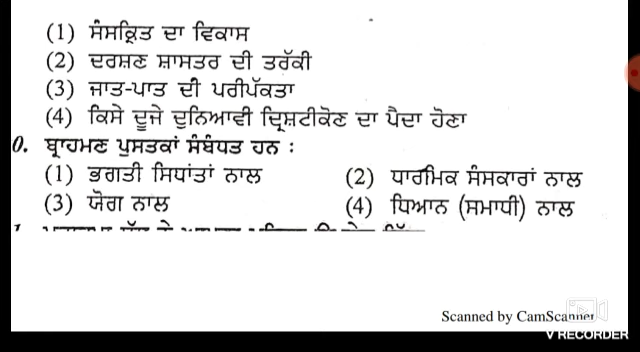 (1) ਸੰਸਕ੍ਰਿਤ ਦਾ ਵਿਕਾਸ
(2) ਦਰਸ਼ਣ ਸ਼ਾਸਤਰ ਦੀ ਤਰੱਕੀ
(3) ਜਾਤ-ਪਾਤ ਦੀ ਪਰੀਪੱਕਤਾ
(4) ਕਿਸੇ ਦੂਜੇ ਦੁਨਿਆਵੀ ਦ੍ਰਿਸ਼ਟੀਕੋਣ ਦਾ ਪੈਦਾ ਹੋਣਾ
0. ਬ੍ਰਾਹਮਣ ਪੁਸਤਕਾਂ ਸੰਬੰਧਤ ਹਨ :
(1) ਭਗਤੀ ਸਿਧਾਂਤਾਂ ਨਾਲ (2) ਧਾਰਮਿਕ ਸੰਸਕਾਰਾਂ ਨਾਲ
(3) ਯੋਗ ਨਾਲ (4) ਧਿਆਨ (ਸਮਾਧੀ) ਨਾਲ
Scanned by CamScanner
V RECORDER